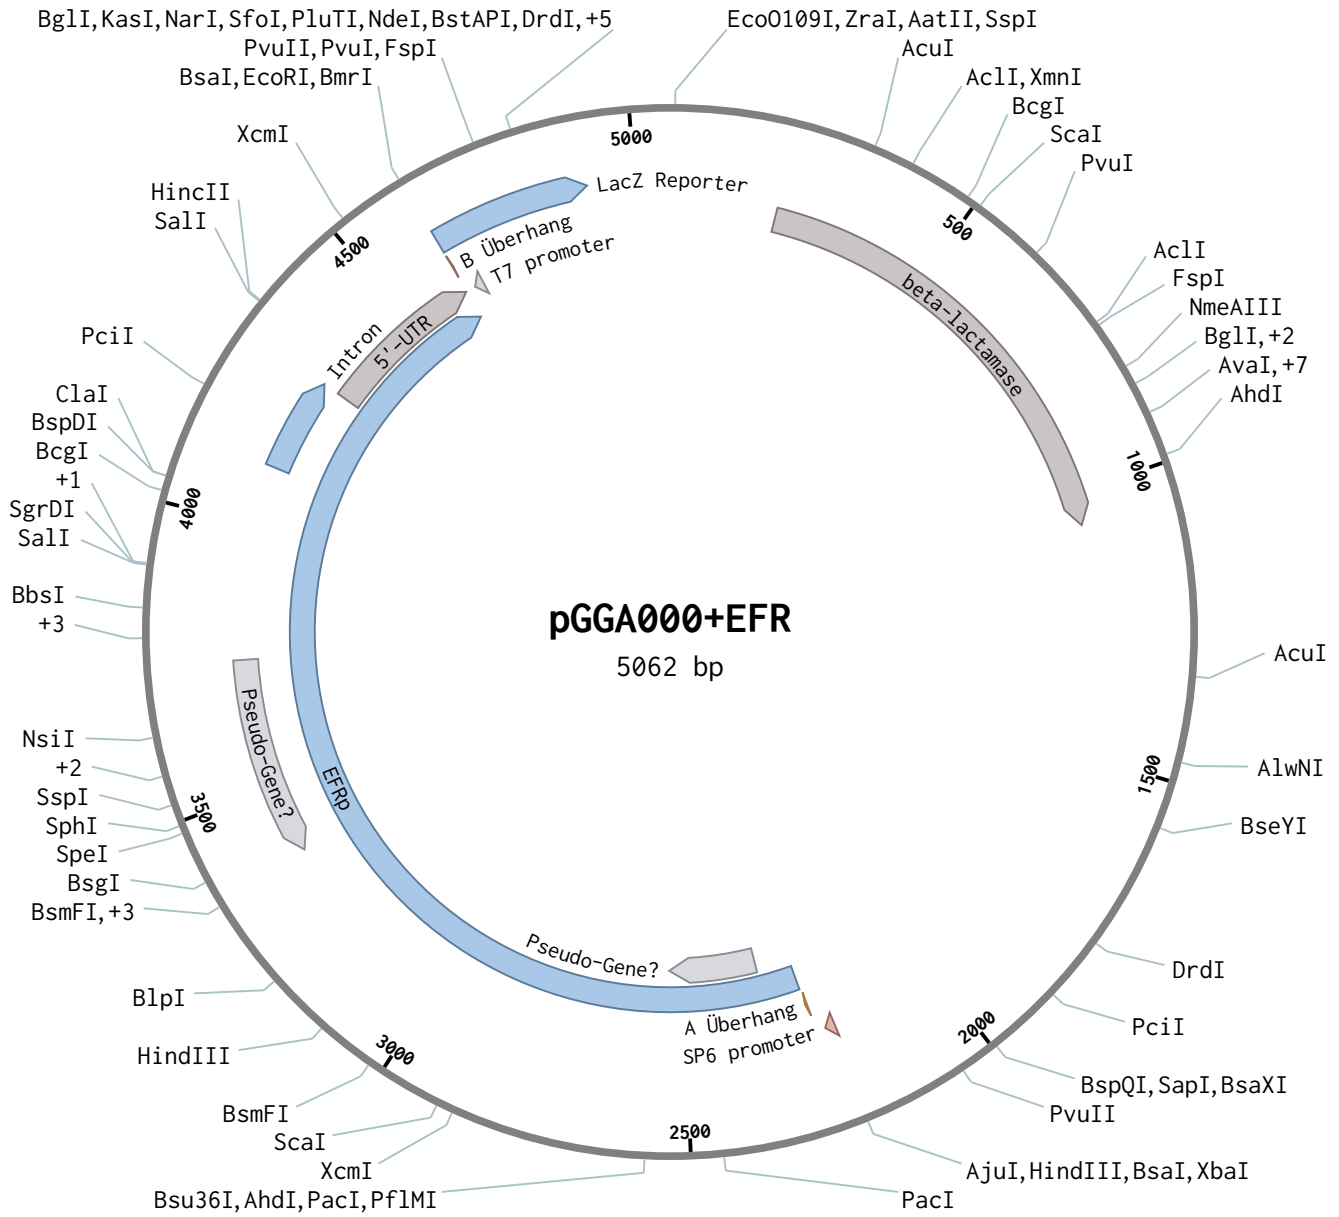 BglI,KasI,NarI,SfoI,PluTI,NdeI,BstAPI,DrdI,+5
EcoO109I,ZraI,AatII,SspI
PvuII,PvuI,FspI
AcuI
BsaI,EcoRI,BmrI
AclI,XmnI
BcgI
XcmI
ScaI
PvuI
5000
LacZ Reporter
HincII
SalI
500
4500
B Überhang
T7 promoter
AclI
FspI
NmeAIII
BglI,+2
AvaI,+7
AhdI
PciI
Intron
5'-UTR
beta-lactamase
ClaI
BspDI
BcgI
+1
SgrDI
SalI
4000
1000
BbsI
+3
pGGA000+EFR
5062 bp
AcuI
NsiI
+2
SspI
SphI
SpeI
BsgI
BsmFI,+3
Pseudo-Gene?
EFRp
3500
1500
AlwNI
BseYI
Pseudo-Gene?
A Überhang
SP6 promoter
DrdI
BlpI
PciI
2000
HindIII
3000
BspQI,SapI,BsaXI
BsmFI
PvuII
ScaI
2500
XcmI
AjuI,HindIII,BsaI,XbaI
Bsu36I,AhdI,PacI,PflMI
PacI